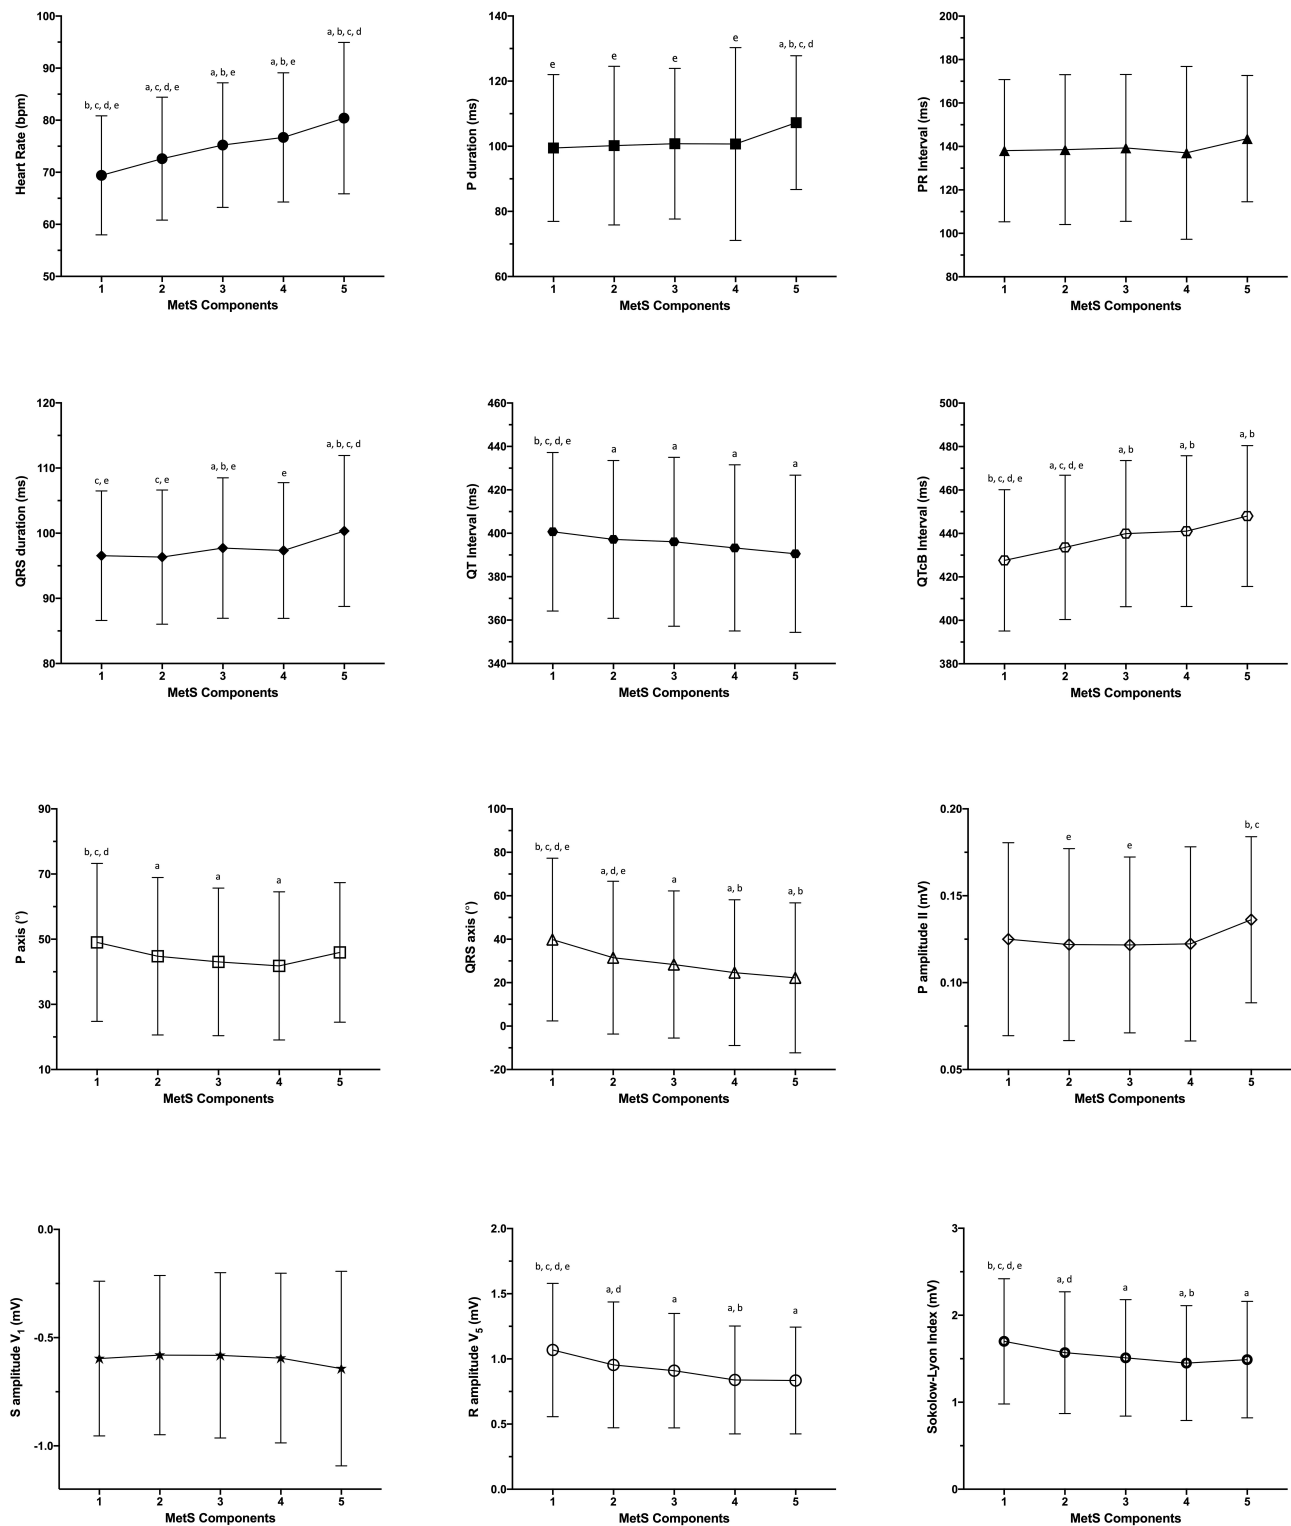 Heart Rate (bpm)
100
90
80
70
60
50
b, c, d, e
a, c, d, e
a, b, e
a, b, e
a, b, c, d
1 2 3 4 5
MetS Components
P duration (ms)
140
120
100
80
60
e
e
e
e
a, b, c, d
1 2 3 4 5
MetS Components
PR Interval (ms)
200
180
160
140
120
100
80
1 2 3 4 5
MetS Components
QRS duration (ms)
120
110
100
90
80
c, e
c, e
a, b, e
e
a, b, c, d
1 2 3 4 5
MetS Components
QT Interval (ms)
460
440
420
400
380
360
340
b, c, d, e
a
a
a
a
1 2 3 4 5
MetS Components
QTcB Interval (ms)
500
480
460
440
420
400
380
b, c, d, e
a, c, d, e
a, b
a, b
a, b
1 2 3 4 5
MetS Components
P axis (°)
90
70
50
30
10
b, c, d
a
a
a
1 2 3 4 5
MetS Components
QRS axis (°)
100
80
60
40
20
0
-20
b, c, d, e
a, d, e
a
a, b
a, b
1 2 3 4 5
MetS Components
P amplitude II (mV)
0.20
0.15
0.10
0.05
e
e
b, c
1 2 3 4 5
MetS Components
S amplitude V1 (mV)
0.0
-0.5
-1.0
1 2 3 4 5
MetS Components
R amplitude V5 (mV)
2.0
1.5
1.0
0.5
0.0
b, c, d, e
a, d
a
a, b
a
1 2 3 4 5
MetS Components
Sokolow-Lyon Index (mV)
3
2
1
0
b, c, d, e
a, d
a
a, b
a
1 2 3 4 5
MetS Components